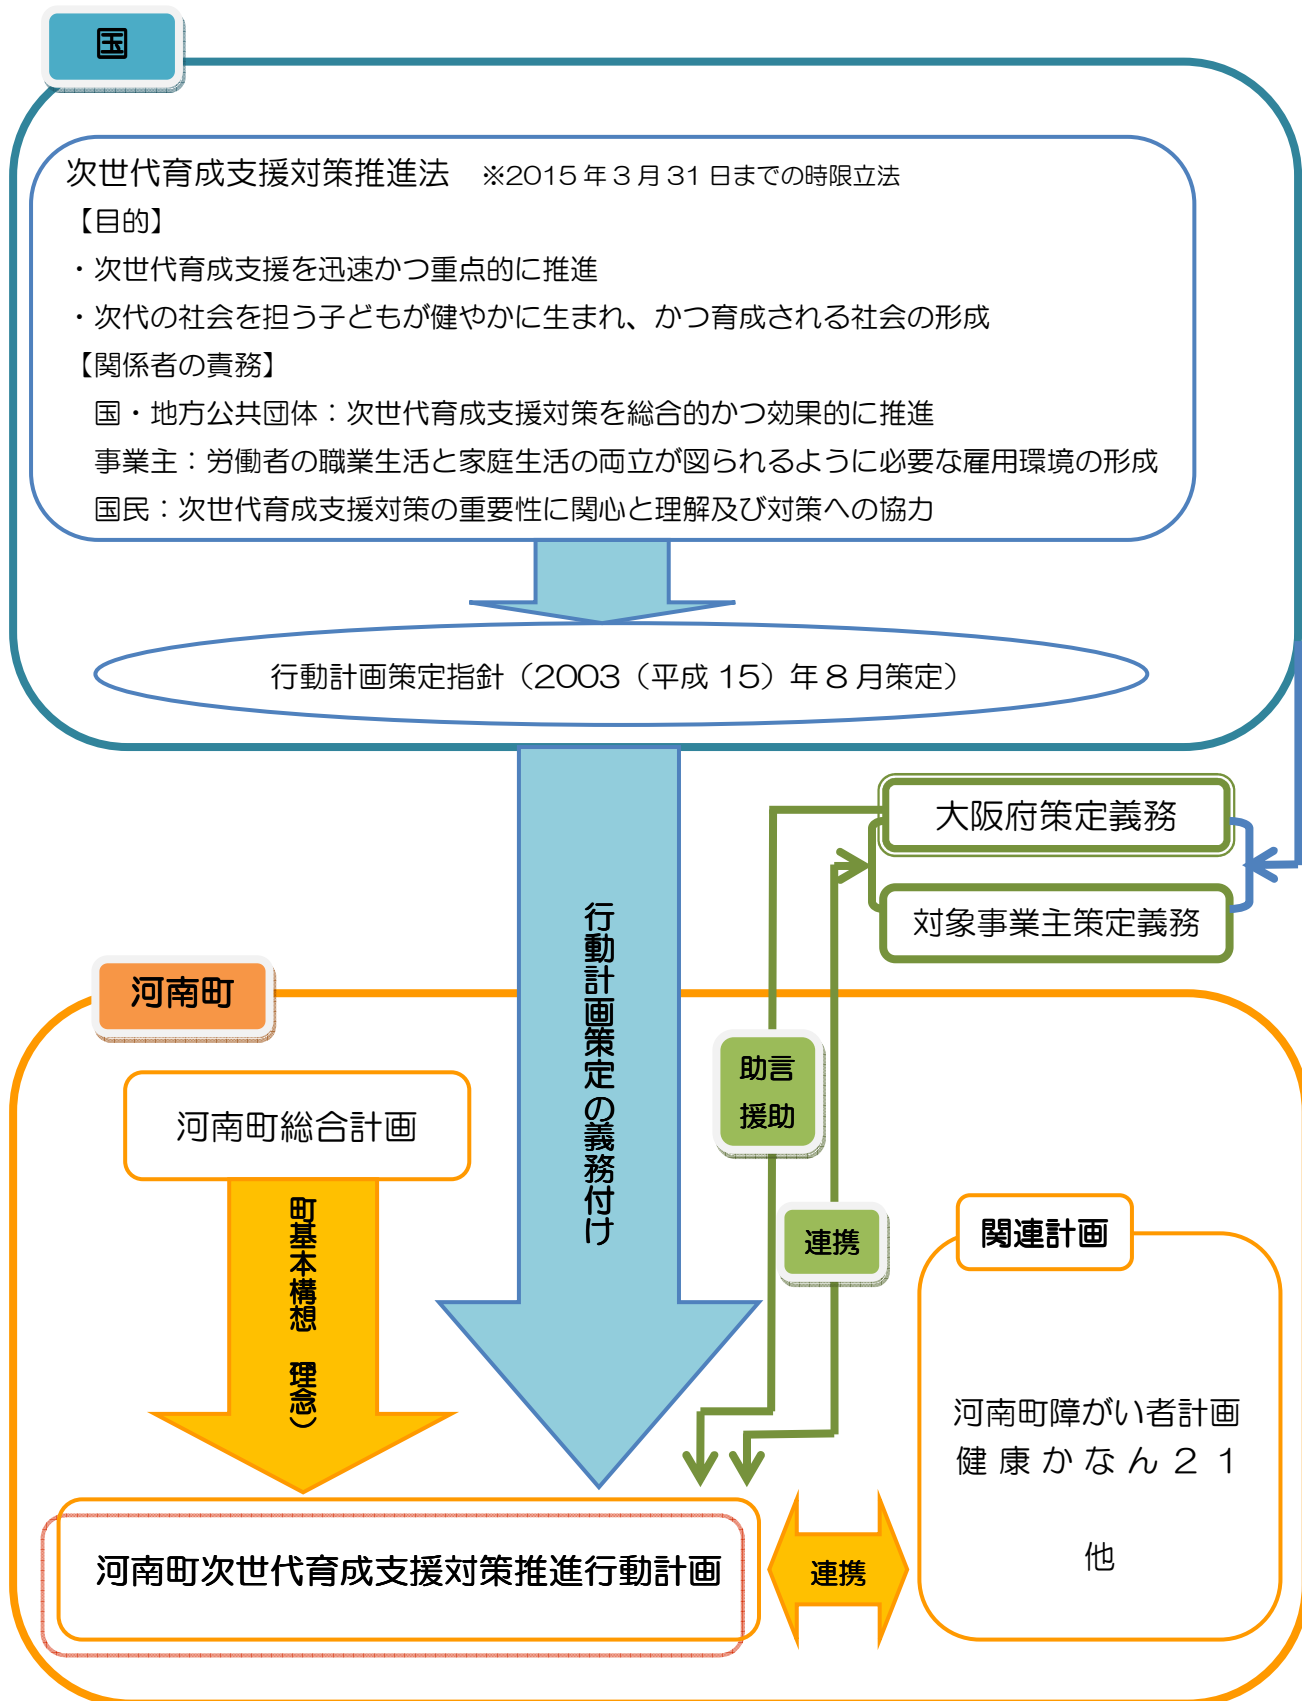 国
次世代育成支援対策推進法 ※2015年3月31日までの時限立法
【目的】
・次世代育成支援を迅速かつ重点的に推進
・次代の社会を担う子どもが健やかに生まれ、かつ育成される社会の形成
【関係者の責務】
国・地方公共団体：次世代育成支援対策を総合的かつ効果的に推進
事業主：労働者の職業生活と家庭生活の両立が図られるように必要な雇用環境の形成
国民：次世代育成支援対策の重要性に関心と理解及び対策への協力
行動計画策定指針（2003（平成15）年8月策定）
大阪府策定義務
対象事業主策定義務
行動計画策定の義務付け
河南町
助言
援助
河南町総合計画
町基本構想 理念）
連携
関連計画
河南町障がい者計画
健康かなん２１
他
河南町次世代育成支援対策推進行動計画
連携